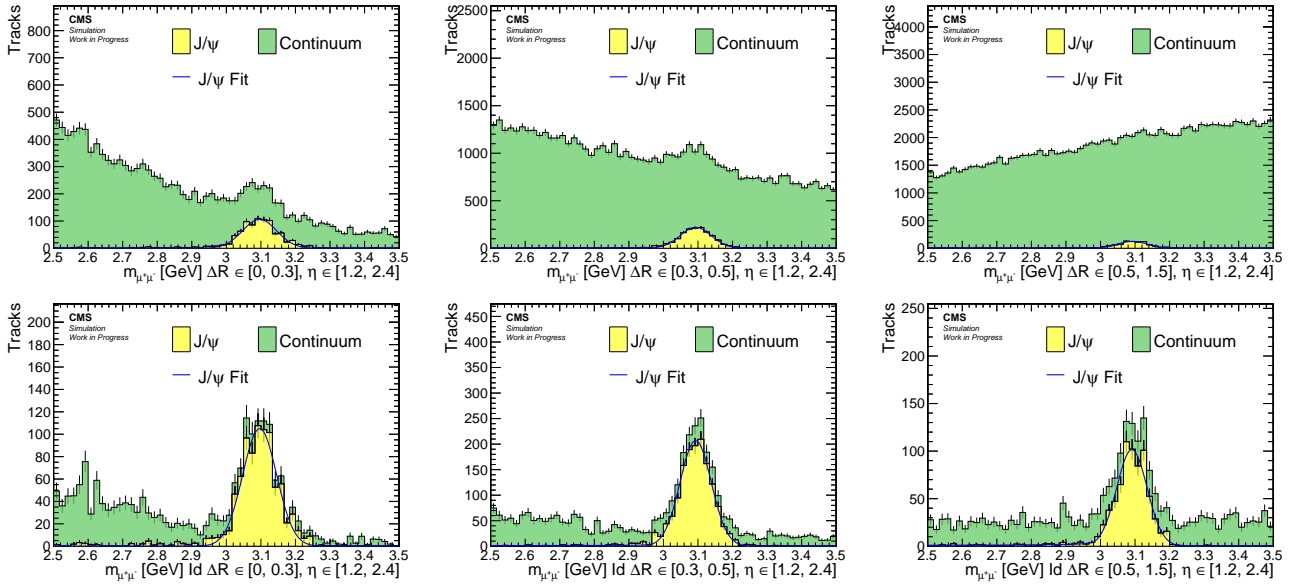 Tracks
CMS
Simulation
Work in Progress
J/ψ Continuum
J/ψ Fit
800
700
600
500
400
300
200
100
0
2.5 2.6 2.7 2.8 2.9 3 3.1 3.2 3.3 3.4 3.5
m_{μ⁺μ⁻} [GeV] ΔR ∈ [0, 0.3], η ∈ [1.2, 2.4]
Tracks
CMS
Simulation
Work in Progress
J/ψ Continuum
J/ψ Fit
2500
2000
1500
1000
500
0
2.5 2.6 2.7 2.8 2.9 3 3.1 3.2 3.3 3.4 3.5
m_{μ⁺μ⁻} [GeV] ΔR ∈ [0.3, 0.5], η ∈ [1.2, 2.4]
Tracks
CMS
Simulation
Work in Progress
J/ψ Continuum
J/ψ Fit
4000
3500
3000
2500
2000
1500
1000
500
0
2.5 2.6 2.7 2.8 2.9 3 3.1 3.2 3.3 3.4 3.5
m_{μ⁺μ⁻} [GeV] ΔR ∈ [0.5, 1.5], η ∈ [1.2, 2.4]
Tracks
CMS
Simulation
Work in Progress
J/ψ Continuum
J/ψ Fit
200
180
160
140
120
100
80
60
40
20
0
2.5 2.6 2.7 2.8 2.9 3 3.1 3.2 3.3 3.4 3.5
m_{μ⁺μ⁻} [GeV] Id ΔR ∈ [0, 0.3], η ∈ [1.2, 2.4]
Tracks
CMS
Simulation
Work in Progress
J/ψ Continuum
J/ψ Fit
450
400
350
300
250
200
150
100
50
0
2.5 2.6 2.7 2.8 2.9 3 3.1 3.2 3.3 3.4 3.5
m_{μ⁺μ⁻} [GeV] Id ΔR ∈ [0.3, 0.5], η ∈ [1.2, 2.4]
Tracks
CMS
Simulation
Work in Progress
J/ψ Continuum
J/ψ Fit
250
200
150
100
50
0
2.5 2.6 2.7 2.8 2.9 3 3.1 3.2 3.3 3.4 3.5
m_{μ⁺μ⁻} [GeV] Id ΔR ∈ [0.5, 1.5], η ∈ [1.2, 2.4]